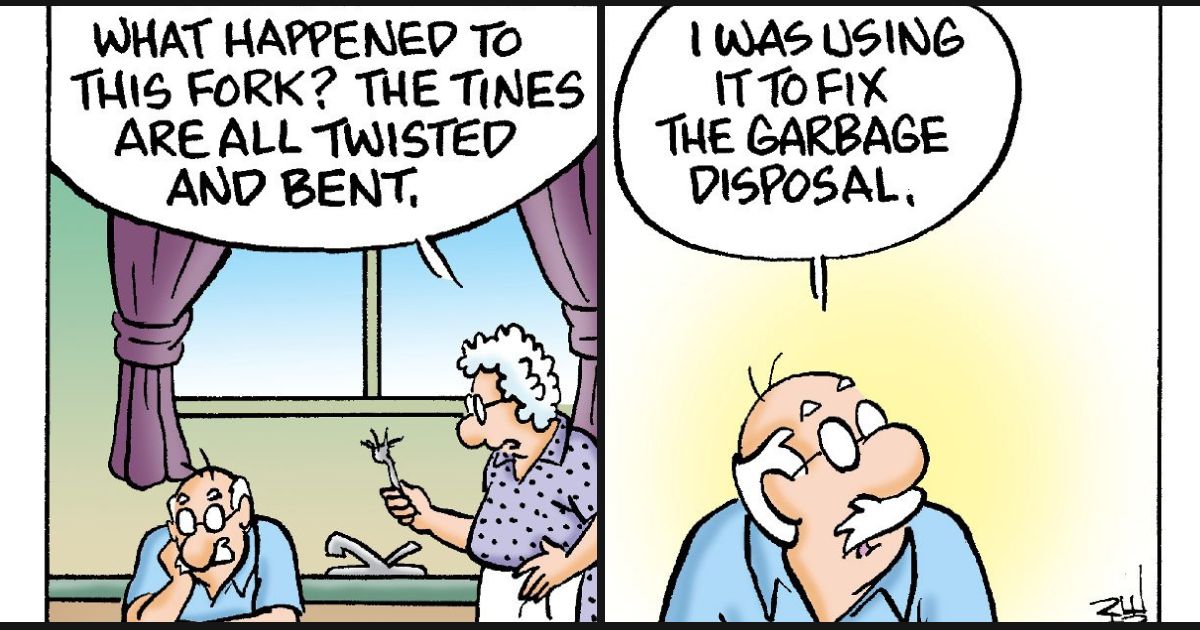 WHAT HAPPENED TO
THIS FORK? THE TINES
ARE ALL TWISTED
AND BENT.
I WAS USING
IT TO FIX
THE GARBAGE
DISPOSAL.